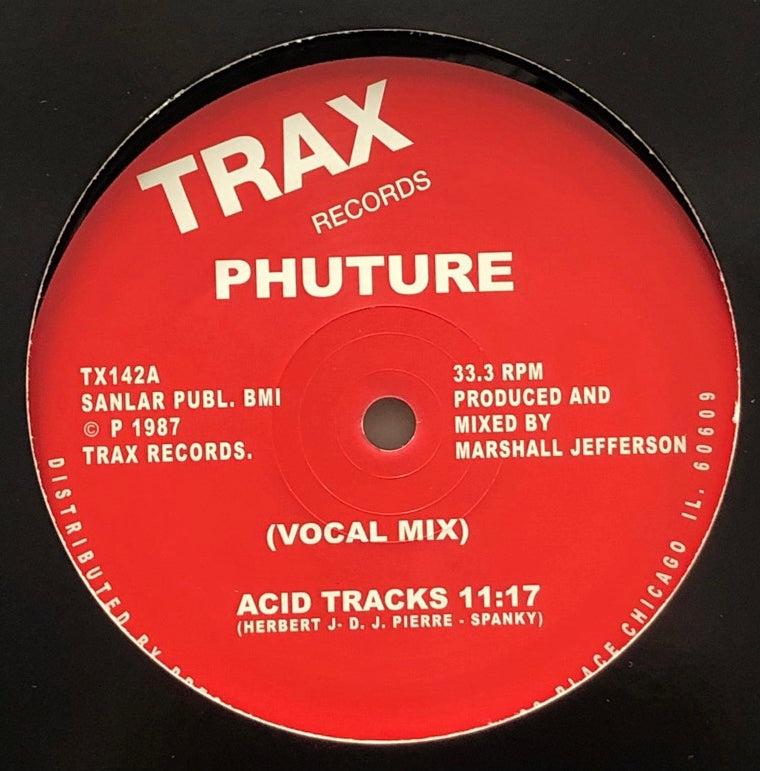 TRAX
RECORDS
PHUTURE
TX142A
SANLAR PUBL. BMI
© P 1987
TRAX RECORDS.
33.3 RPM
PRODUCED AND
MIXED BY
MARSHALL JEFFERSON
(VOCAL MIX)
ACID TRACKS 11:17
(HERBERT J- D. J. PIERRE - SPANKY)
DISTRIBUTED BY PLACE CHICAGO IL. 60609